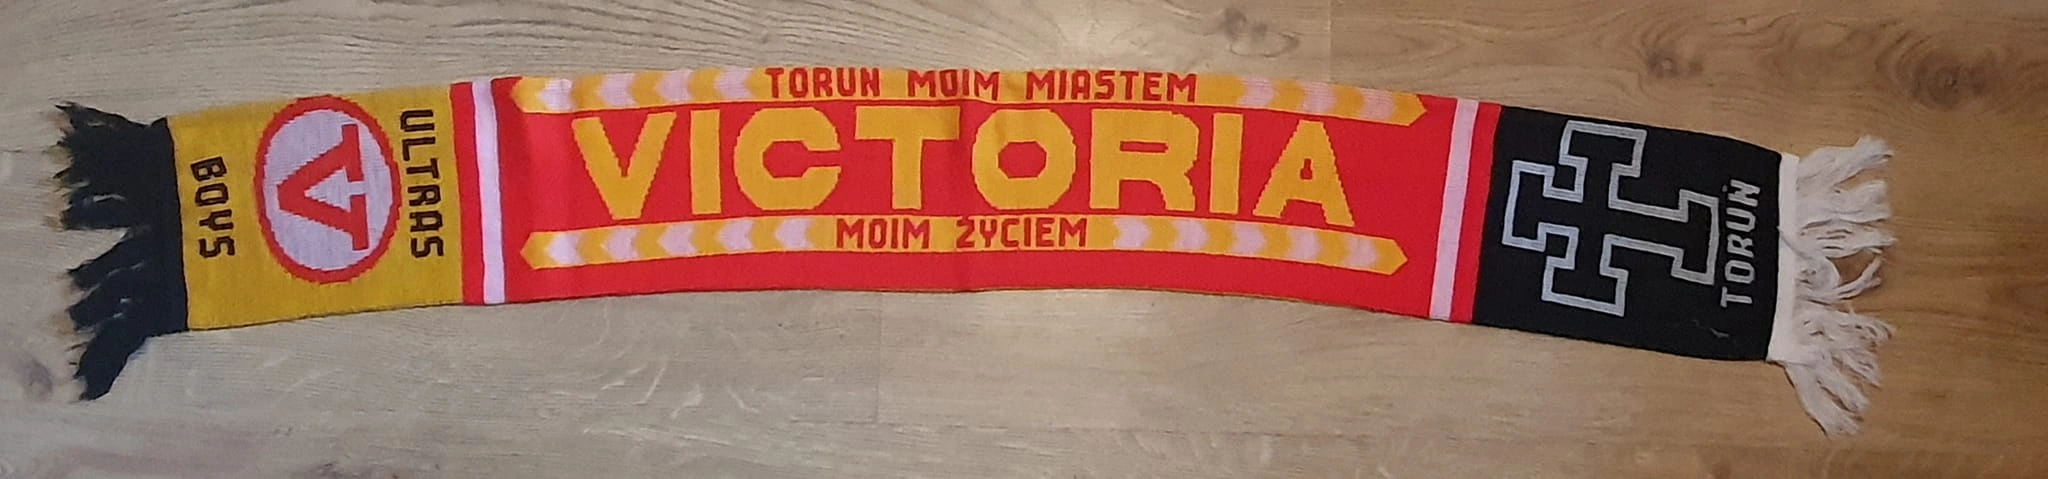 ULTRAS
V
BOYS
TORUŃ MOIM MIASTEM
VICTORIA
MOIM ŻYCIEM
TORUŃ